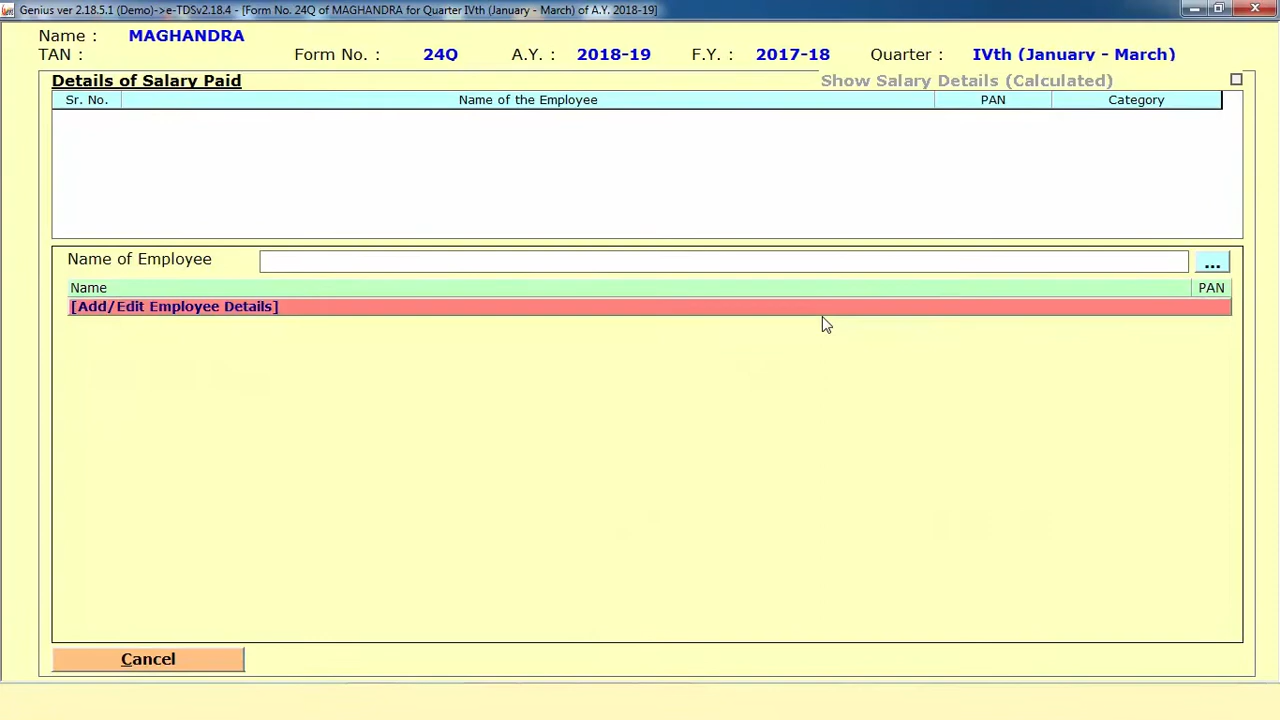 Genius ver 2.18.5.1 (Demo)->e-TDSv2.18.4 - [Form No. 24Q of MAGHANDRA for Quarter IVth (January - March) of A.Y. 2018-19]
Name : MAGHANDRA
TAN : Form No. : 24Q A.Y. : 2018-19 F.Y. : 2017-18 Quarter : IVth (January - March)
Details of Salary Paid Show Salary Details (Calculated)
Sr. No. Name of the Employee PAN Category
Name of Employee ...
Name PAN
[Add/Edit Employee Details]
Cancel